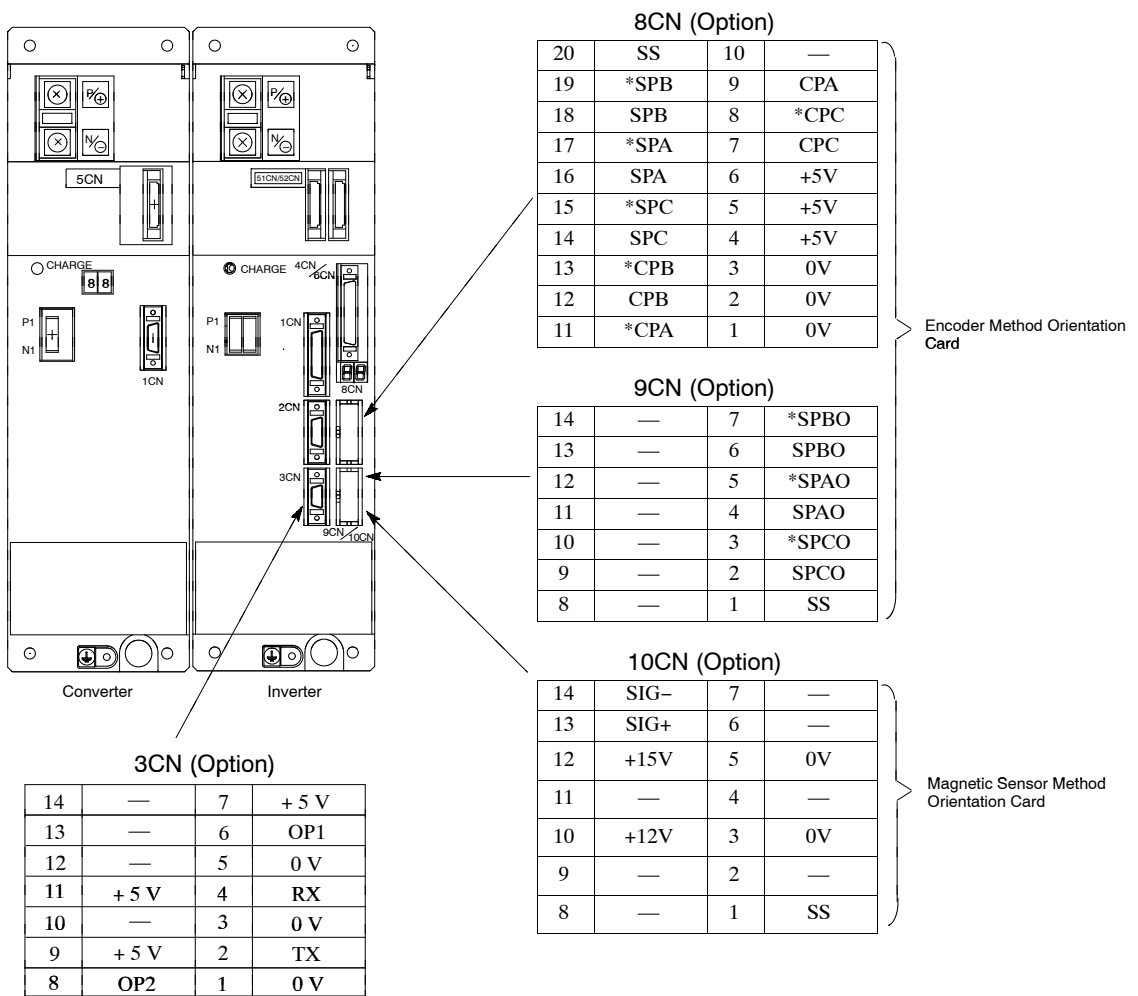 P/⊕
N/⊖
5CN
CHARGE
88
P1
N1
1CN
Converter
P/⊕
N/⊖
51CN/52CN
CHARGE
4CN/6CN
P1
N1
1CN
88
8CN
2CN
3CN
9CN/10CN
Inverter
8CN (Option)
20 SS 10 —
19 *SPB 9 CPA
18 SPB 8 *CPC
17 *SPA 7 CPC
16 SPA 6 +5V
15 *SPC 5 +5V
14 SPC 4 +5V
13 *CPB 3 0V
12 CPB 2 0V
11 *CPA 1 0V
Encoder Method Orientation
Card
9CN (Option)
14 — 7 *SPBO
13 — 6 SPBO
12 — 5 *SPAO
11 — 4 SPAO
10 — 3 *SPCO
9 — 2 SPCO
8 — 1 SS
10CN (Option)
14 SIG− 7 —
13 SIG+ 6 —
12 +15V 5 0V
11 — 4 —
10 +12V 3 0V
9 — 2 —
8 — 1 SS
Magnetic Sensor Method
Orientation Card
3CN (Option)
14 — 7 + 5 V
13 — 6 OP1
12 — 5 0 V
11 + 5 V 4 RX
10 — 3 0 V
9 + 5 V 2 TX
8 OP2 1 0 V